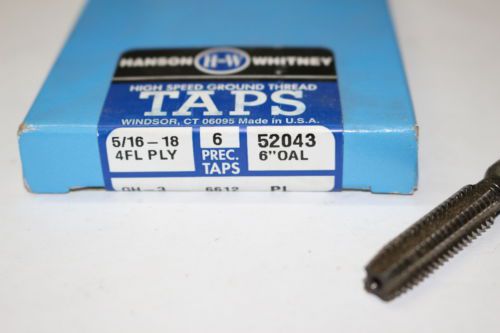 HANSON H-W WHITNEY
HIGH SPEED GROUND THREAD
TAPS
WINDSOR, CT 06095 Made in U.S.A.
5/16 — 18 6 52043
4FL PLY PREC. 6"OAL
TAPS
GH—3 6612 PL